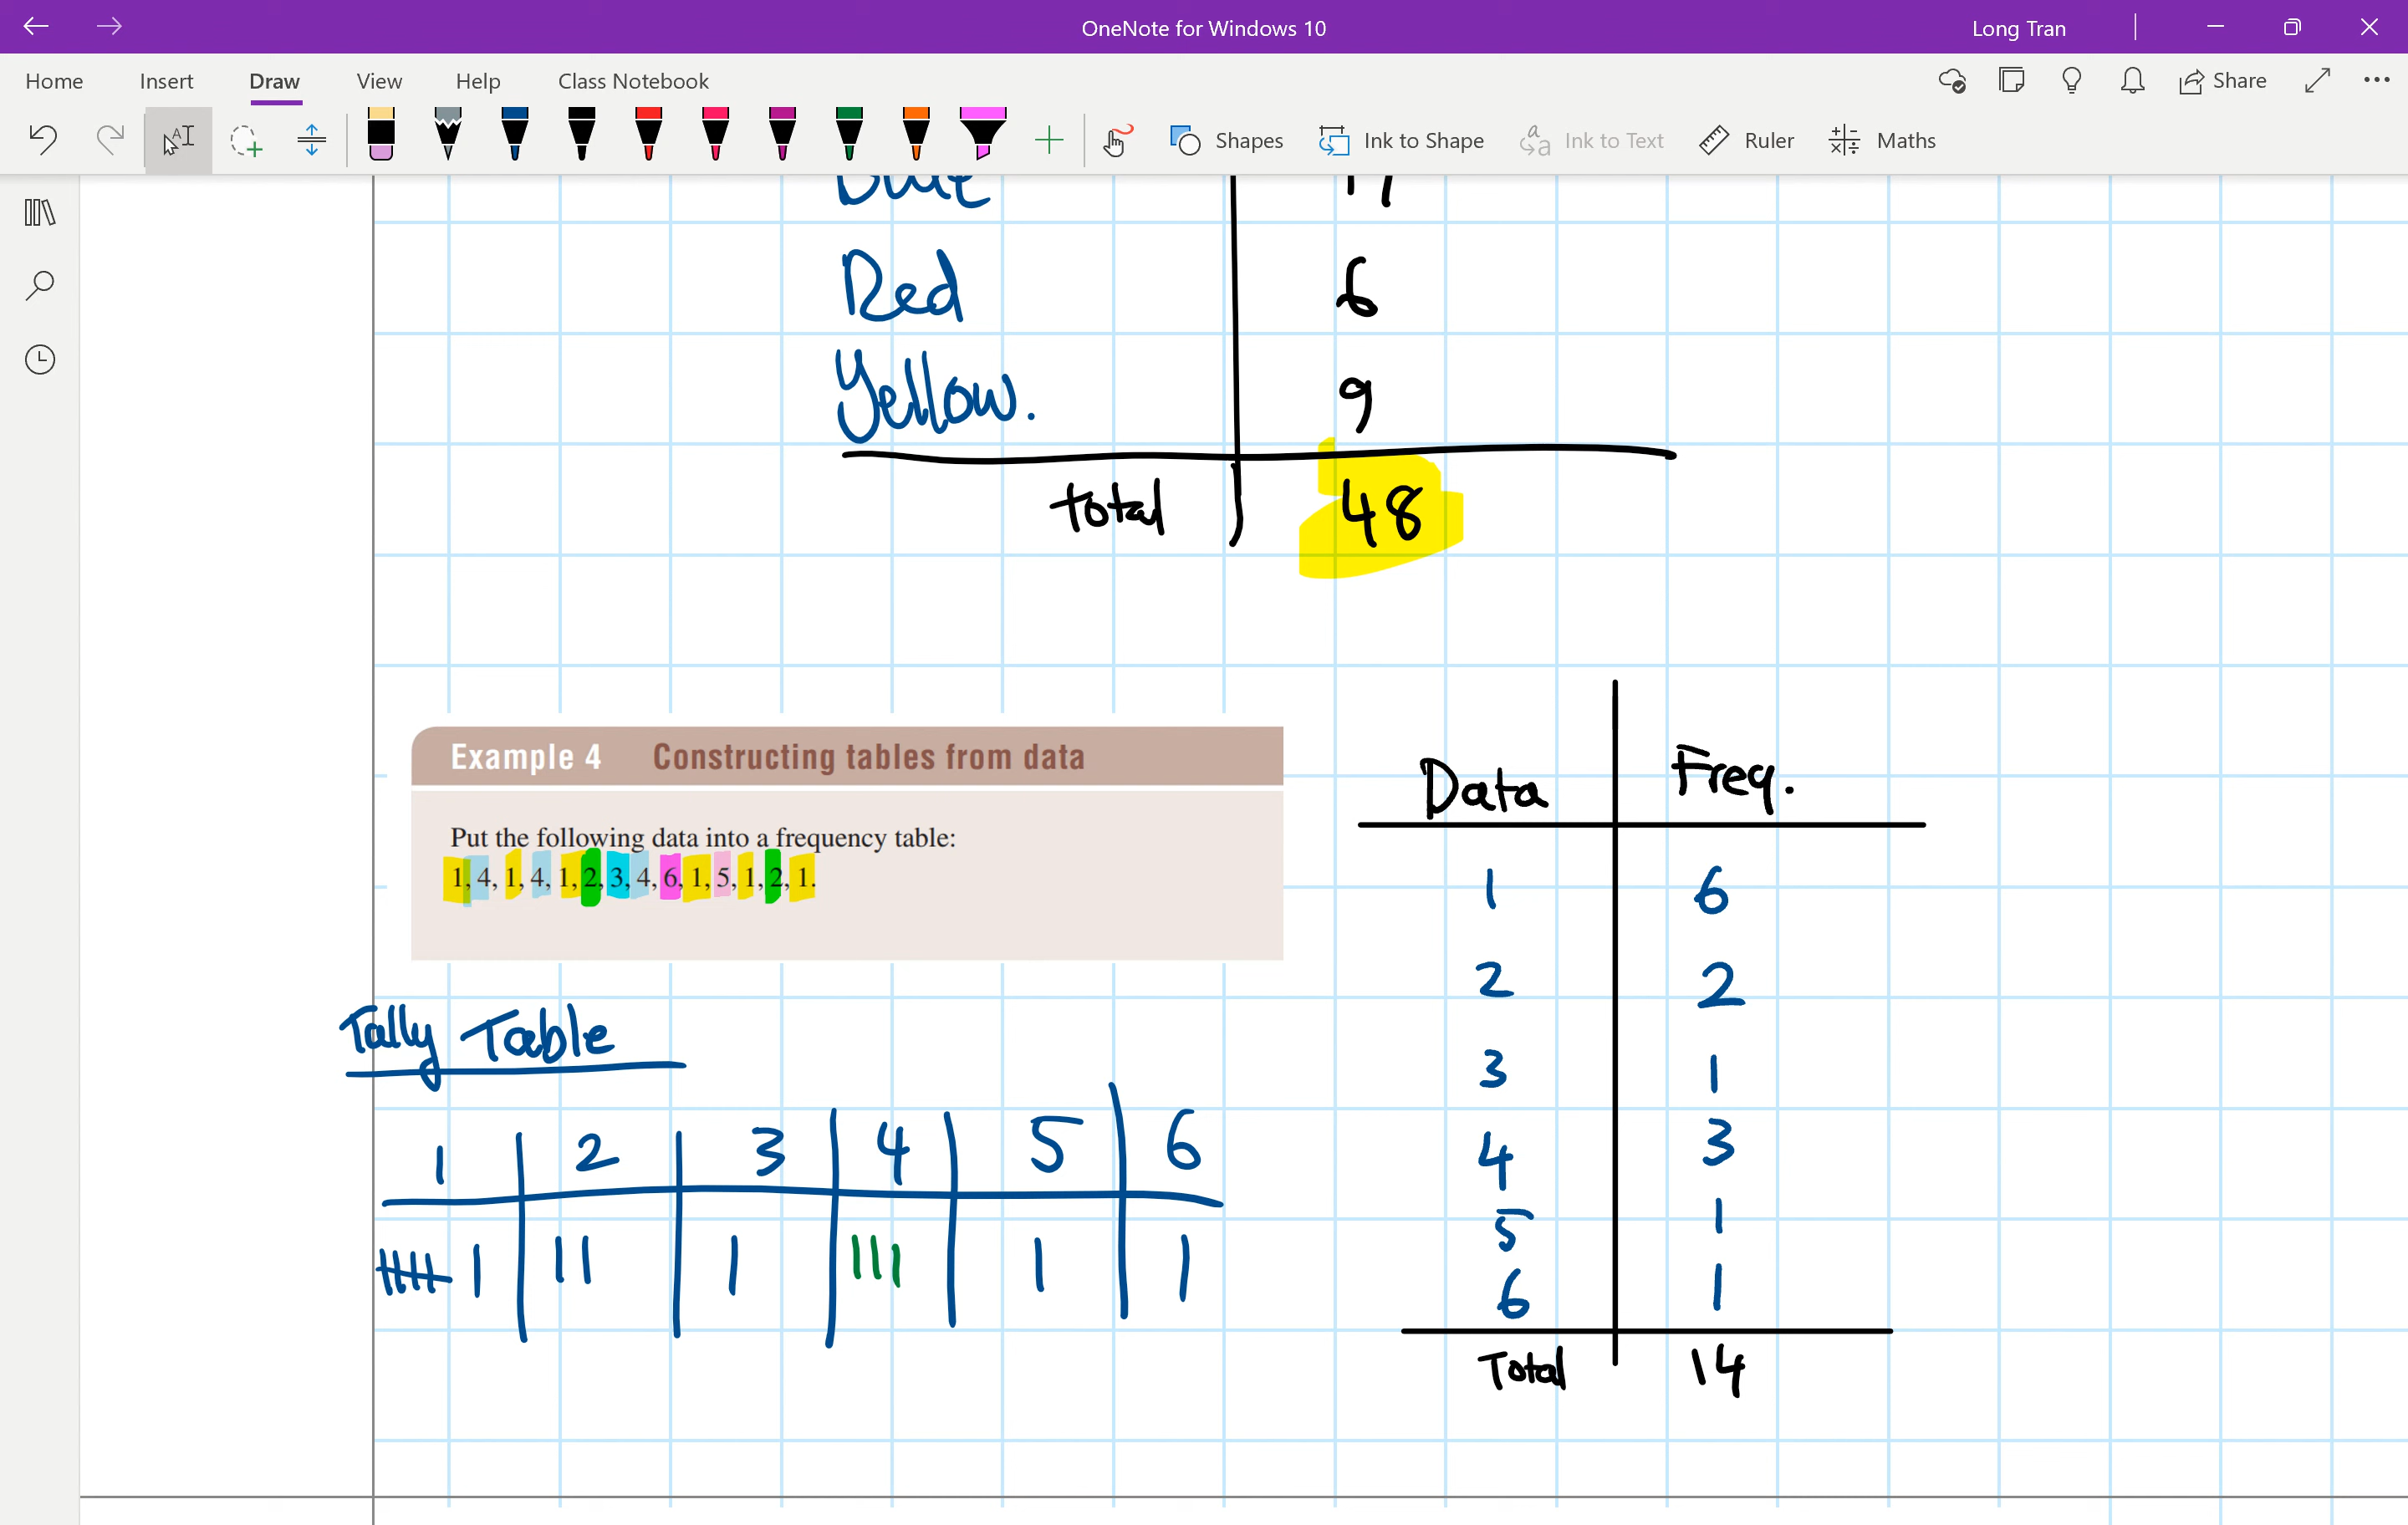 OneNote for Windows 10
Long Tran
Home Insert Draw View Help Class Notebook Share
Shapes Ink to Shape Ink to Text Ruler Maths
Red 6
Yellow. 9
total 48
Example 4 Constructing tables from data
Put the following data into a frequency table:
1, 4, 1, 4, 1, 2, 3, 4, 6, 1, 5, 1, 2, 1.
Tally Table
1 2 3 4 5 6
Data Freq.
1 6
2 2
3 1
4 3
5 1
6 1
Total 14